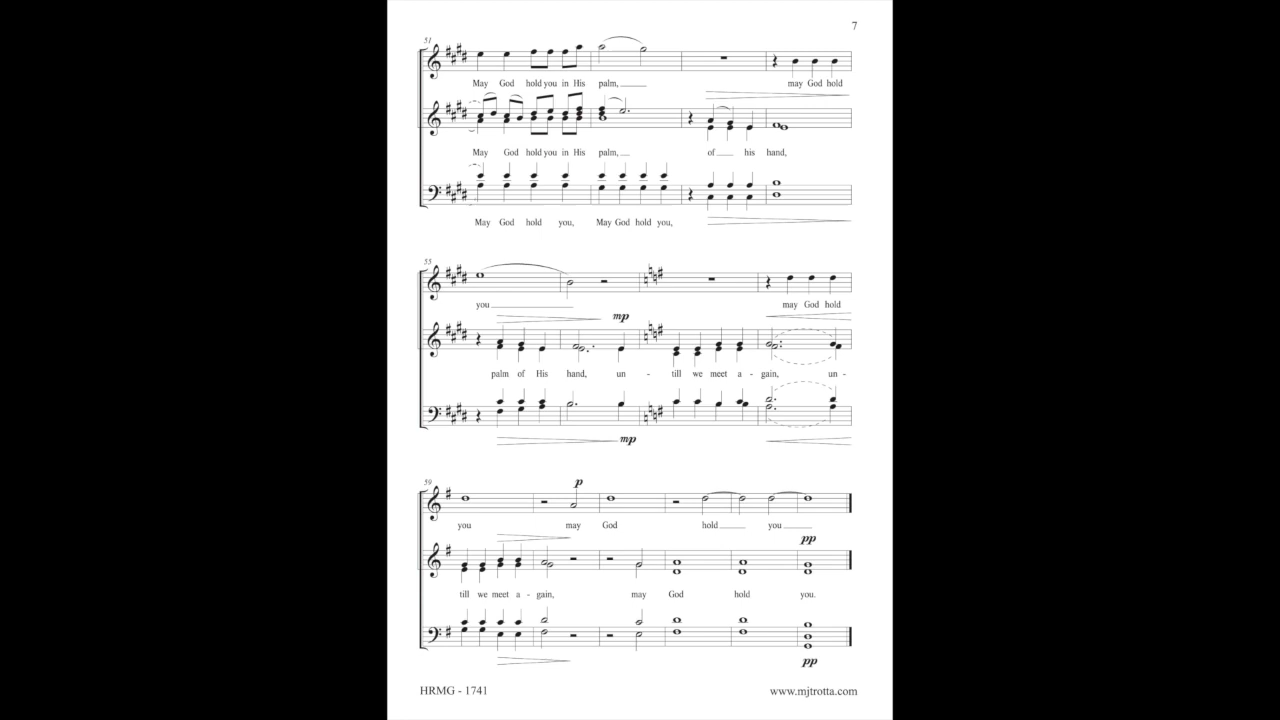 7
51
May God hold you in His palm, may God hold
May God hold you in His palm, of his hand,
May God hold you, May God hold you,
55
you may God hold
mp
palm of His hand, un - till we meet a - gain, un -
mp
59
p
you may God hold you
pp
till we meet a - gain, may God hold you.
pp
HRMG - 1741 www.mjtrotta.com